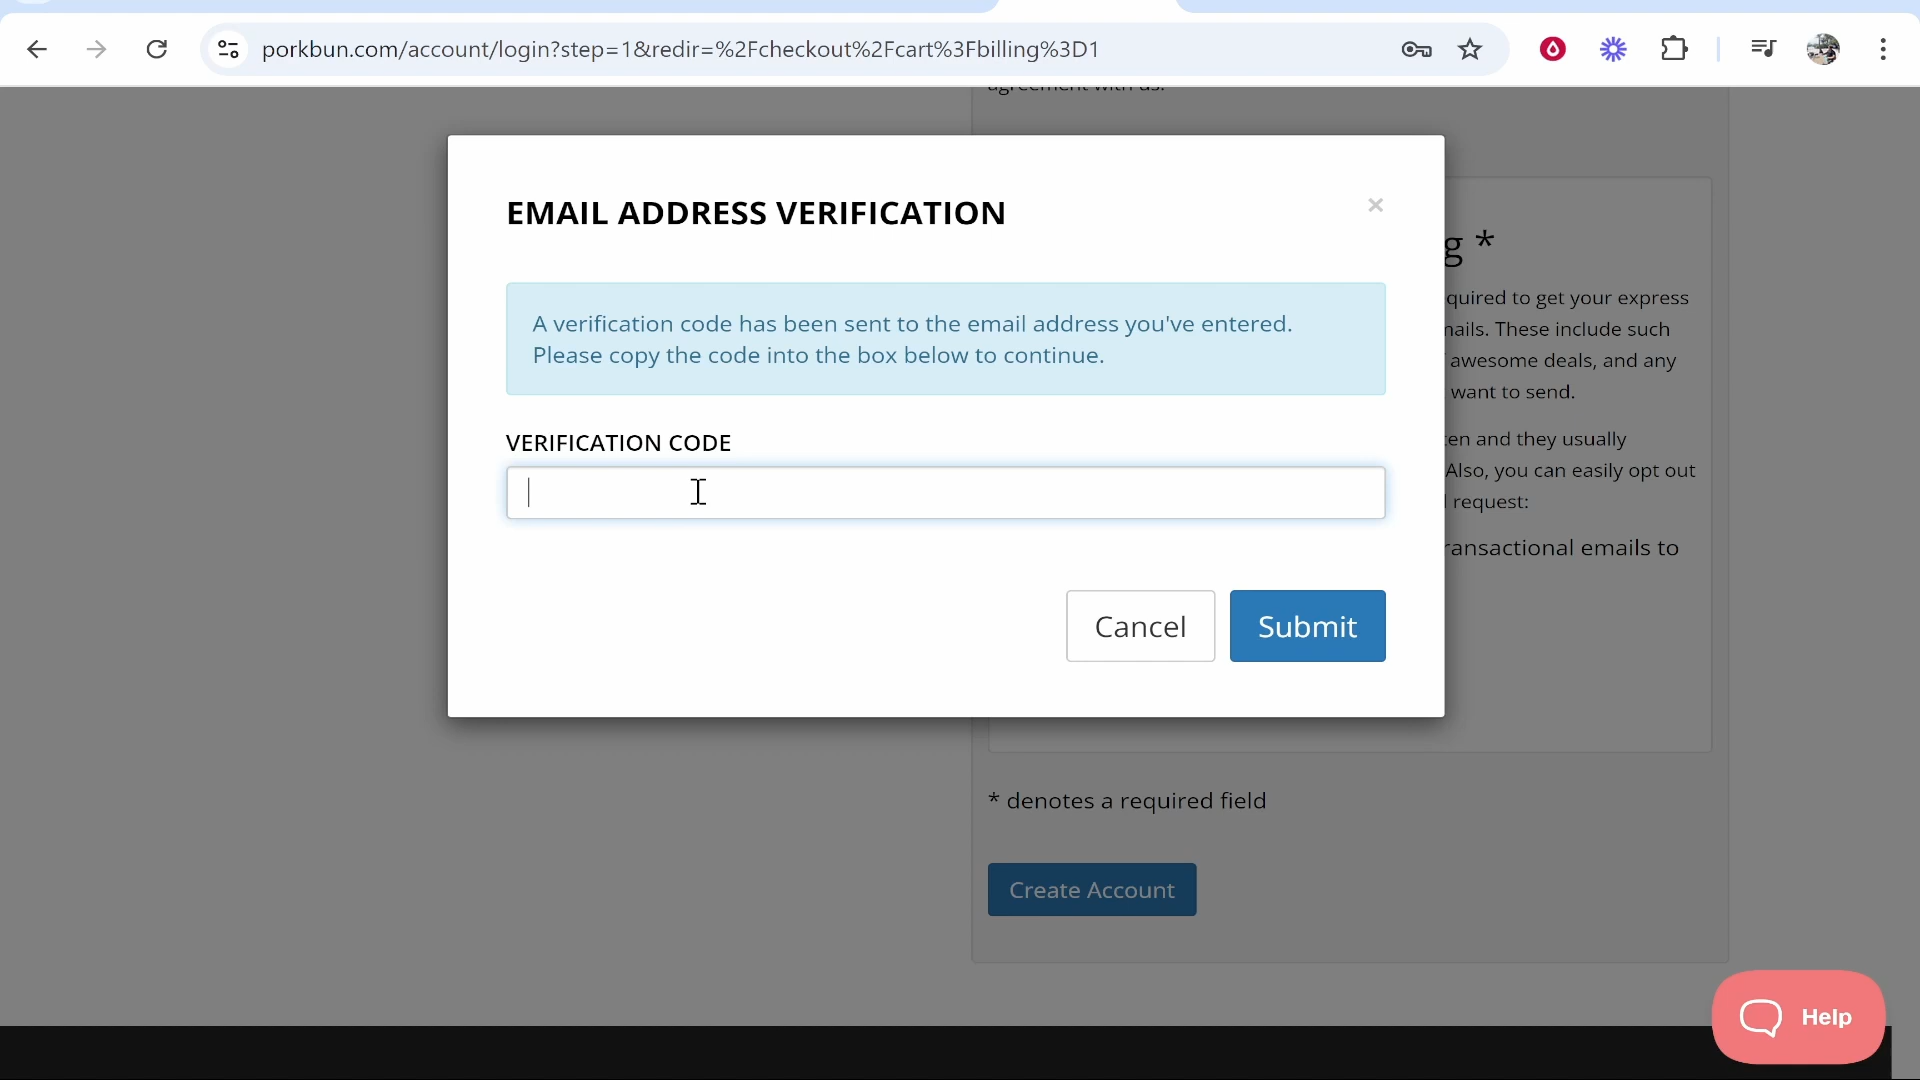 porkbun.com/account/login?step=1&redir=%2Fcheckout%2Fcart%3Fbilling%3D1
agreement with us.
EMAIL ADDRESS VERIFICATION
×
g *
A verification code has been sent to the email address you've entered.
Please copy the code into the box below to continue.
quired to get your express
nails. These include such
awesome deals, and any
want to send.
VERIFICATION CODE
en and they usually
Also, you can easily opt out
request:
ransactional emails to
Cancel
Submit
* denotes a required field
Create Account
Help